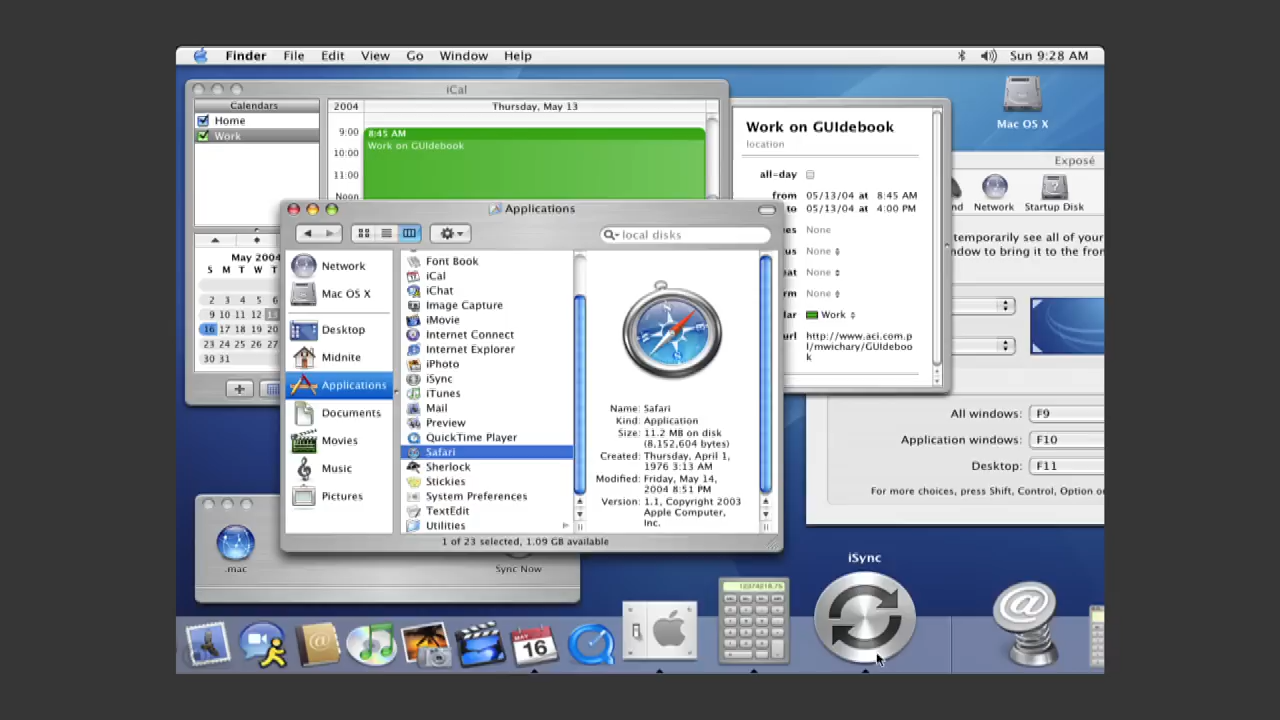 Finder File Edit View Go Window Help
Sun 9:28 AM
iCal
Calendars
Home
Work
2004
Thursday, May 13
9:00
10:00
11:00
Noon
8:45 AM
Work on GUIdebook
May 2004
S M T W T
2 3 4 5 6
9 10 11 12 13
16 17 18 19 20
23 24 25 26 27
30 31
Work on GUIdebook
location
all-day
from 05/13/04 at 8:45 AM
to 05/13/04 at 4:00 PM
None
None
None
None
Work
url
http://www.aci.com.p
l/mwichary/GUIdeboo
k
Mac OS X
Exposé
Network
Startup Disk
temporarily see all of your
to bring it to the
All windows: F9
Application windows: F10
Desktop: F11
For more choices, press Shift, Control, Option
Applications
local disks
Network
Mac OS X
Desktop
Midnite
Applications
Documents
Movies
Music
Pictures
Font Book
iCal
iChat
Image Capture
iMovie
Internet Connect
Internet Explorer
iPhoto
iSync
iTunes
Mail
Preview
QuickTime Player
Safari
Sherlock
Stickies
System Preferences
TextEdit
Utilities
Name: Safari
Kind: Application
Size: 11.2 MB on disk
(8,152,604 bytes)
Created: Thursday, April 1,
1976 3:13 AM
Modified: Friday, May 14,
2004 8:51 PM
Version: 1.1, Copyright 2003
Apple Computer,
Inc.
1 of 23 selected, 1.09 GB available
.mac
Sync Now
iSync
MAY
16